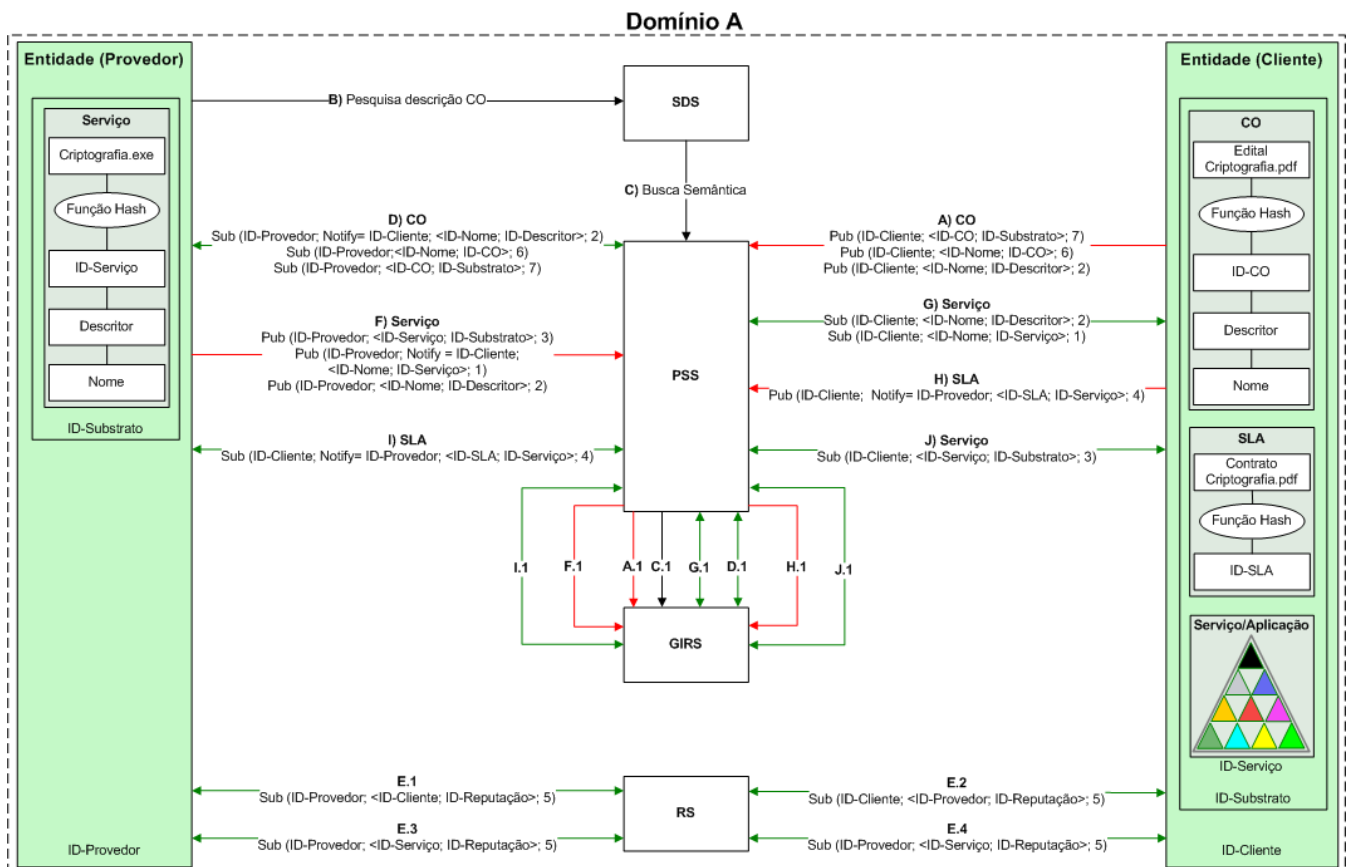 Domínio A
Entidade (Provedor)
Serviço
Criptografia.exe
Função Hash
ID-Serviço
Descritor
Nome
ID-Substrato
ID-Provedor
B) Pesquisa descrição CO
SDS
C) Busca Semântica
D) CO
Sub (ID-Provedor; Notify= ID-Cliente; <ID-Nome; ID-Descritor>; 2)
Sub (ID-Provedor;<ID-Nome; ID-CO>; 6)
Sub (ID-Provedor; <ID-CO; ID-Substrato>; 7)
F) Serviço
Pub (ID-Provedor; <ID-Serviço; ID-Substrato>; 3)
Pub (ID-Provedor; Notify = ID-Cliente;
<ID-Nome; ID-Serviço>; 1)
Pub (ID-Provedor; <ID-Nome; ID-Descritor>; 2)
I) SLA
Sub (ID-Cliente; Notify= ID-Provedor; <ID-SLA; ID-Serviço>; 4)
PSS
A) CO
Pub (ID-Cliente; <ID-CO; ID-Substrato>; 7)
Pub (ID-Cliente; <ID-Nome; ID-CO>; 6)
Pub (ID-Cliente; <ID-Nome; ID-Descritor>; 2)
G) Serviço
Sub (ID-Cliente; <ID-Nome; ID-Descritor>; 2)
Sub (ID-Cliente; <ID-Nome; ID-Serviço>; 1)
H) SLA
Pub (ID-Cliente; Notify= ID-Provedor; <ID-SLA; ID-Serviço>; 4)
J) Serviço
Sub (ID-Cliente; <ID-Serviço; ID-Substrato>; 3)
I.1
F.1
A.1
C.1
G.1
D.1
H.1
J.1
GIRS
E.1
Sub (ID-Provedor; <ID-Cliente; ID-Reputação>; 5)
E.3
Sub (ID-Provedor; <ID-Serviço; ID-Reputação>; 5)
RS
E.2
Sub (ID-Cliente; <ID-Provedor; ID-Reputação>; 5)
E.4
Sub (ID-Provedor; <ID-Serviço; ID-Reputação>; 5)
Entidade (Cliente)
CO
Edital
Criptografia.pdf
Função Hash
ID-CO
Descritor
Nome
SLA
Contrato
Criptografia.pdf
Função Hash
ID-SLA
Serviço/Aplicação
ID-Serviço
ID-Substrato
ID-Cliente